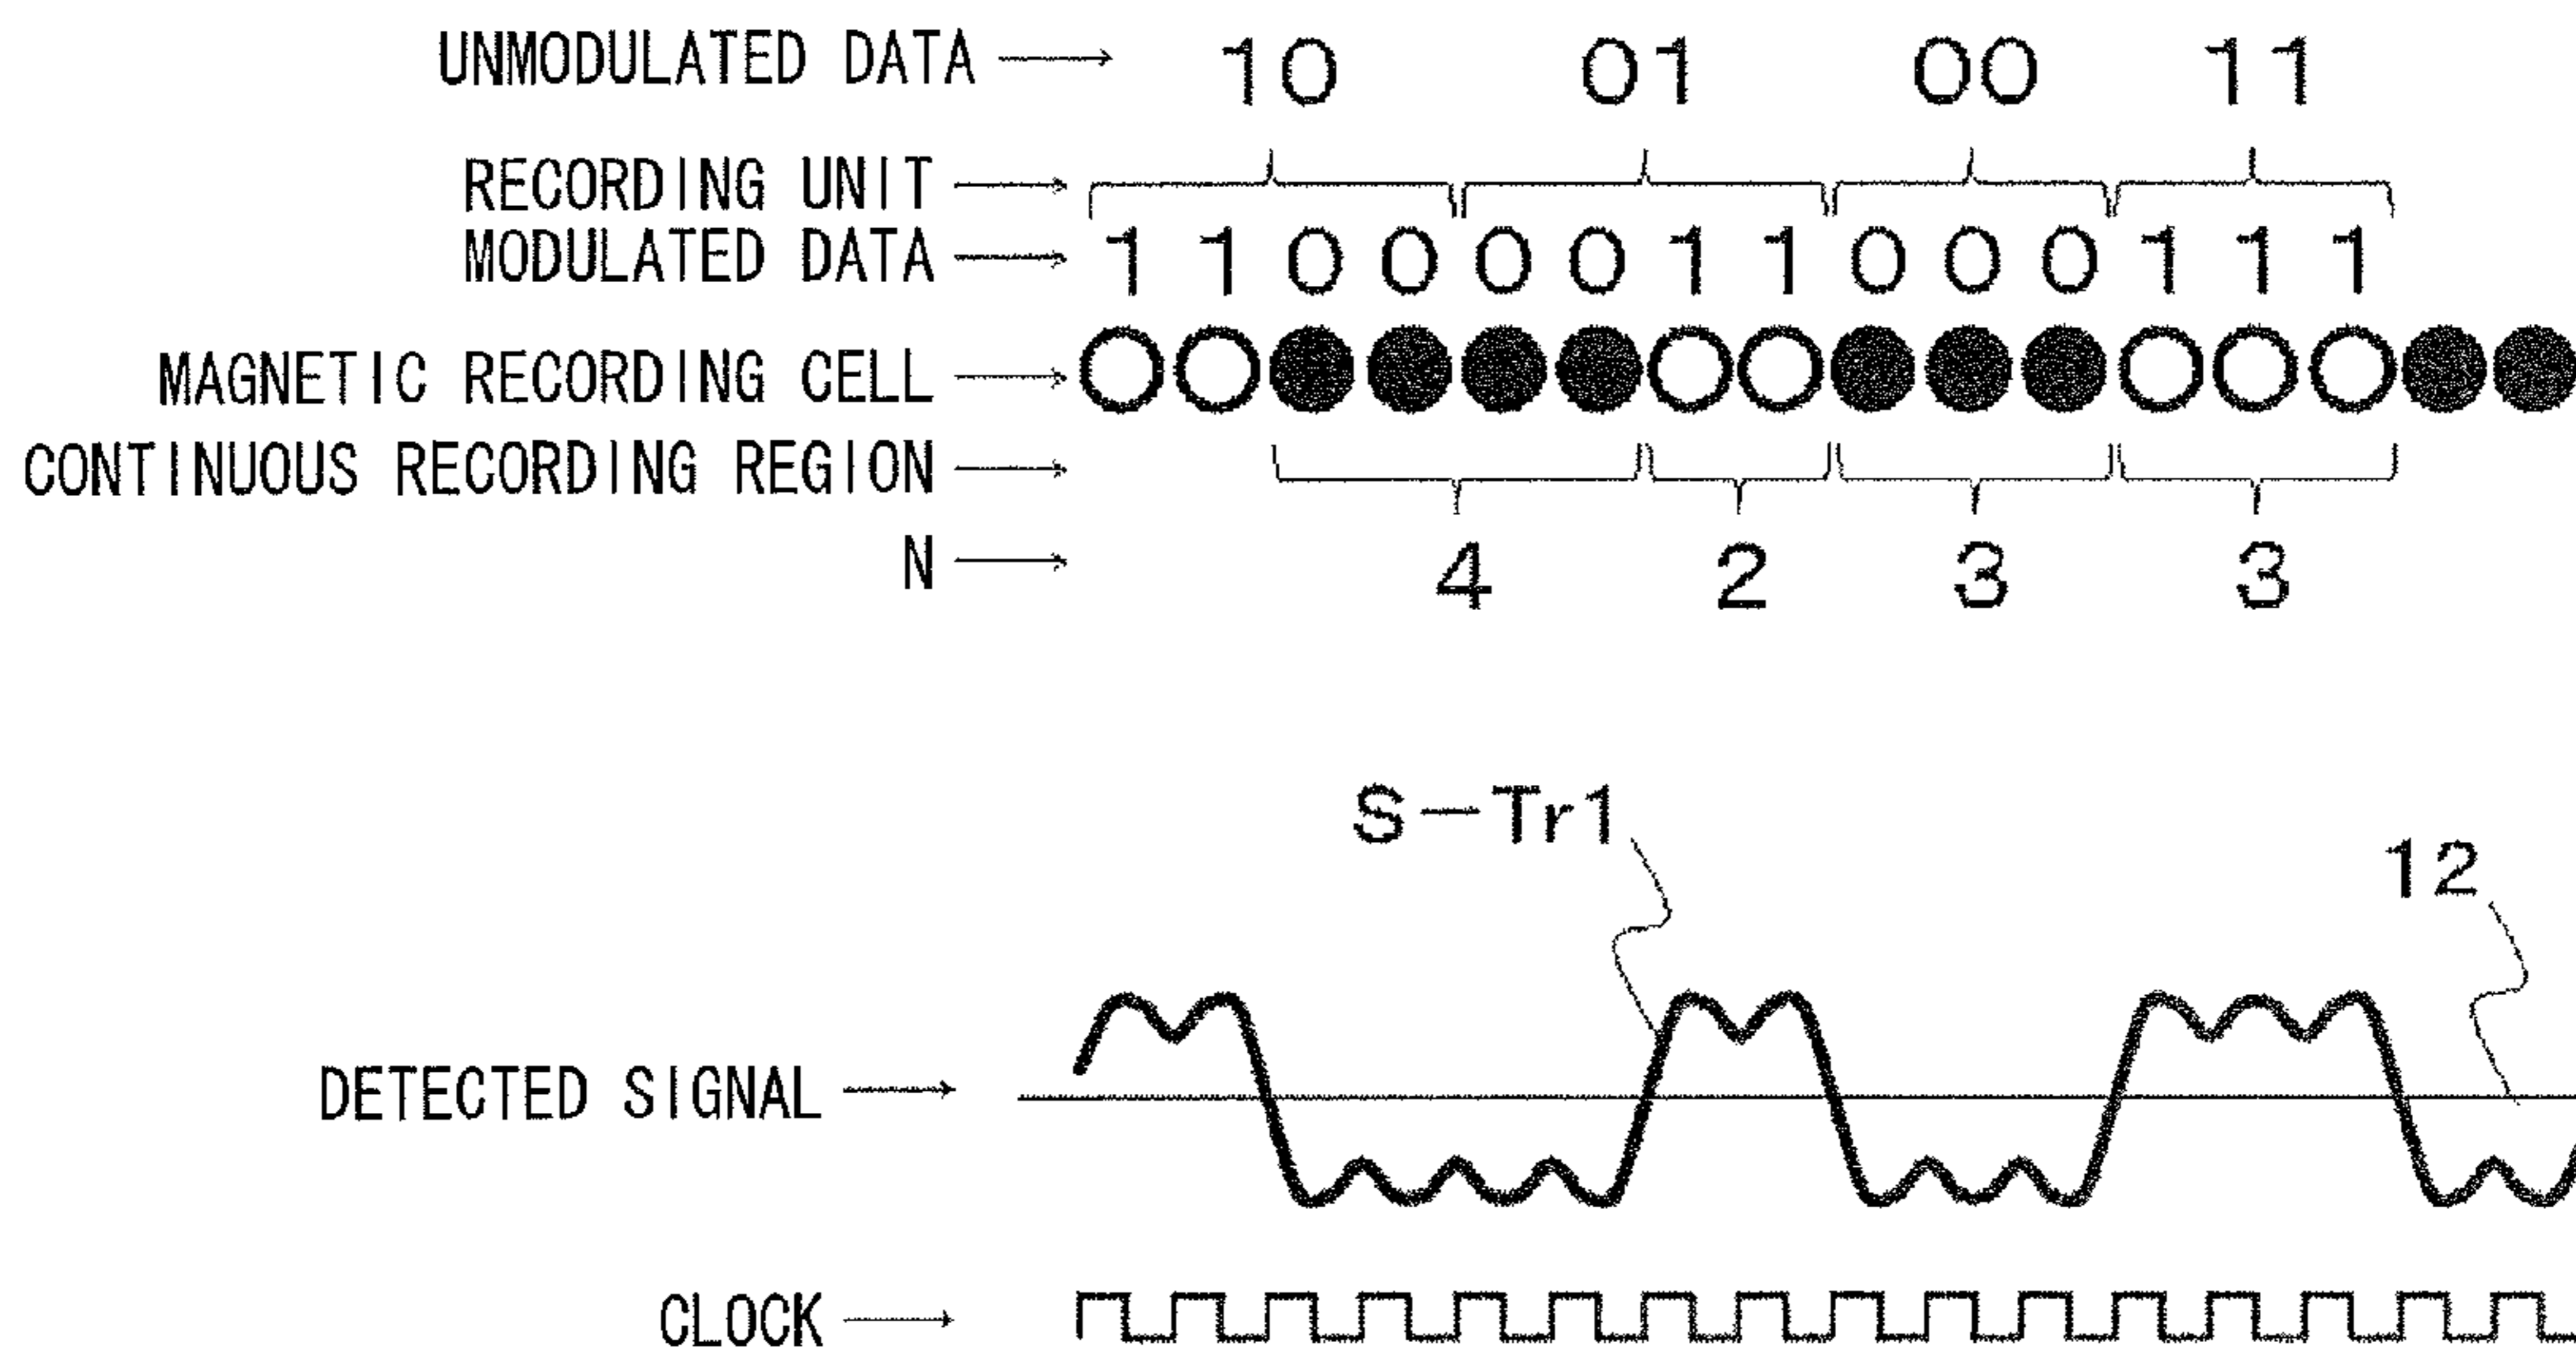 UNMODULATED DATA → 10 01 00 11
RECORDING UNIT →
MODULATED DATA → 1 1 0 0 0 0 1 1 0 0 0 1 1 1
MAGNETIC RECORDING CELL →
CONTINUOUS RECORDING REGION →
N → 4 2 3 3
S-Tr1
12
DETECTED SIGNAL →
CLOCK →